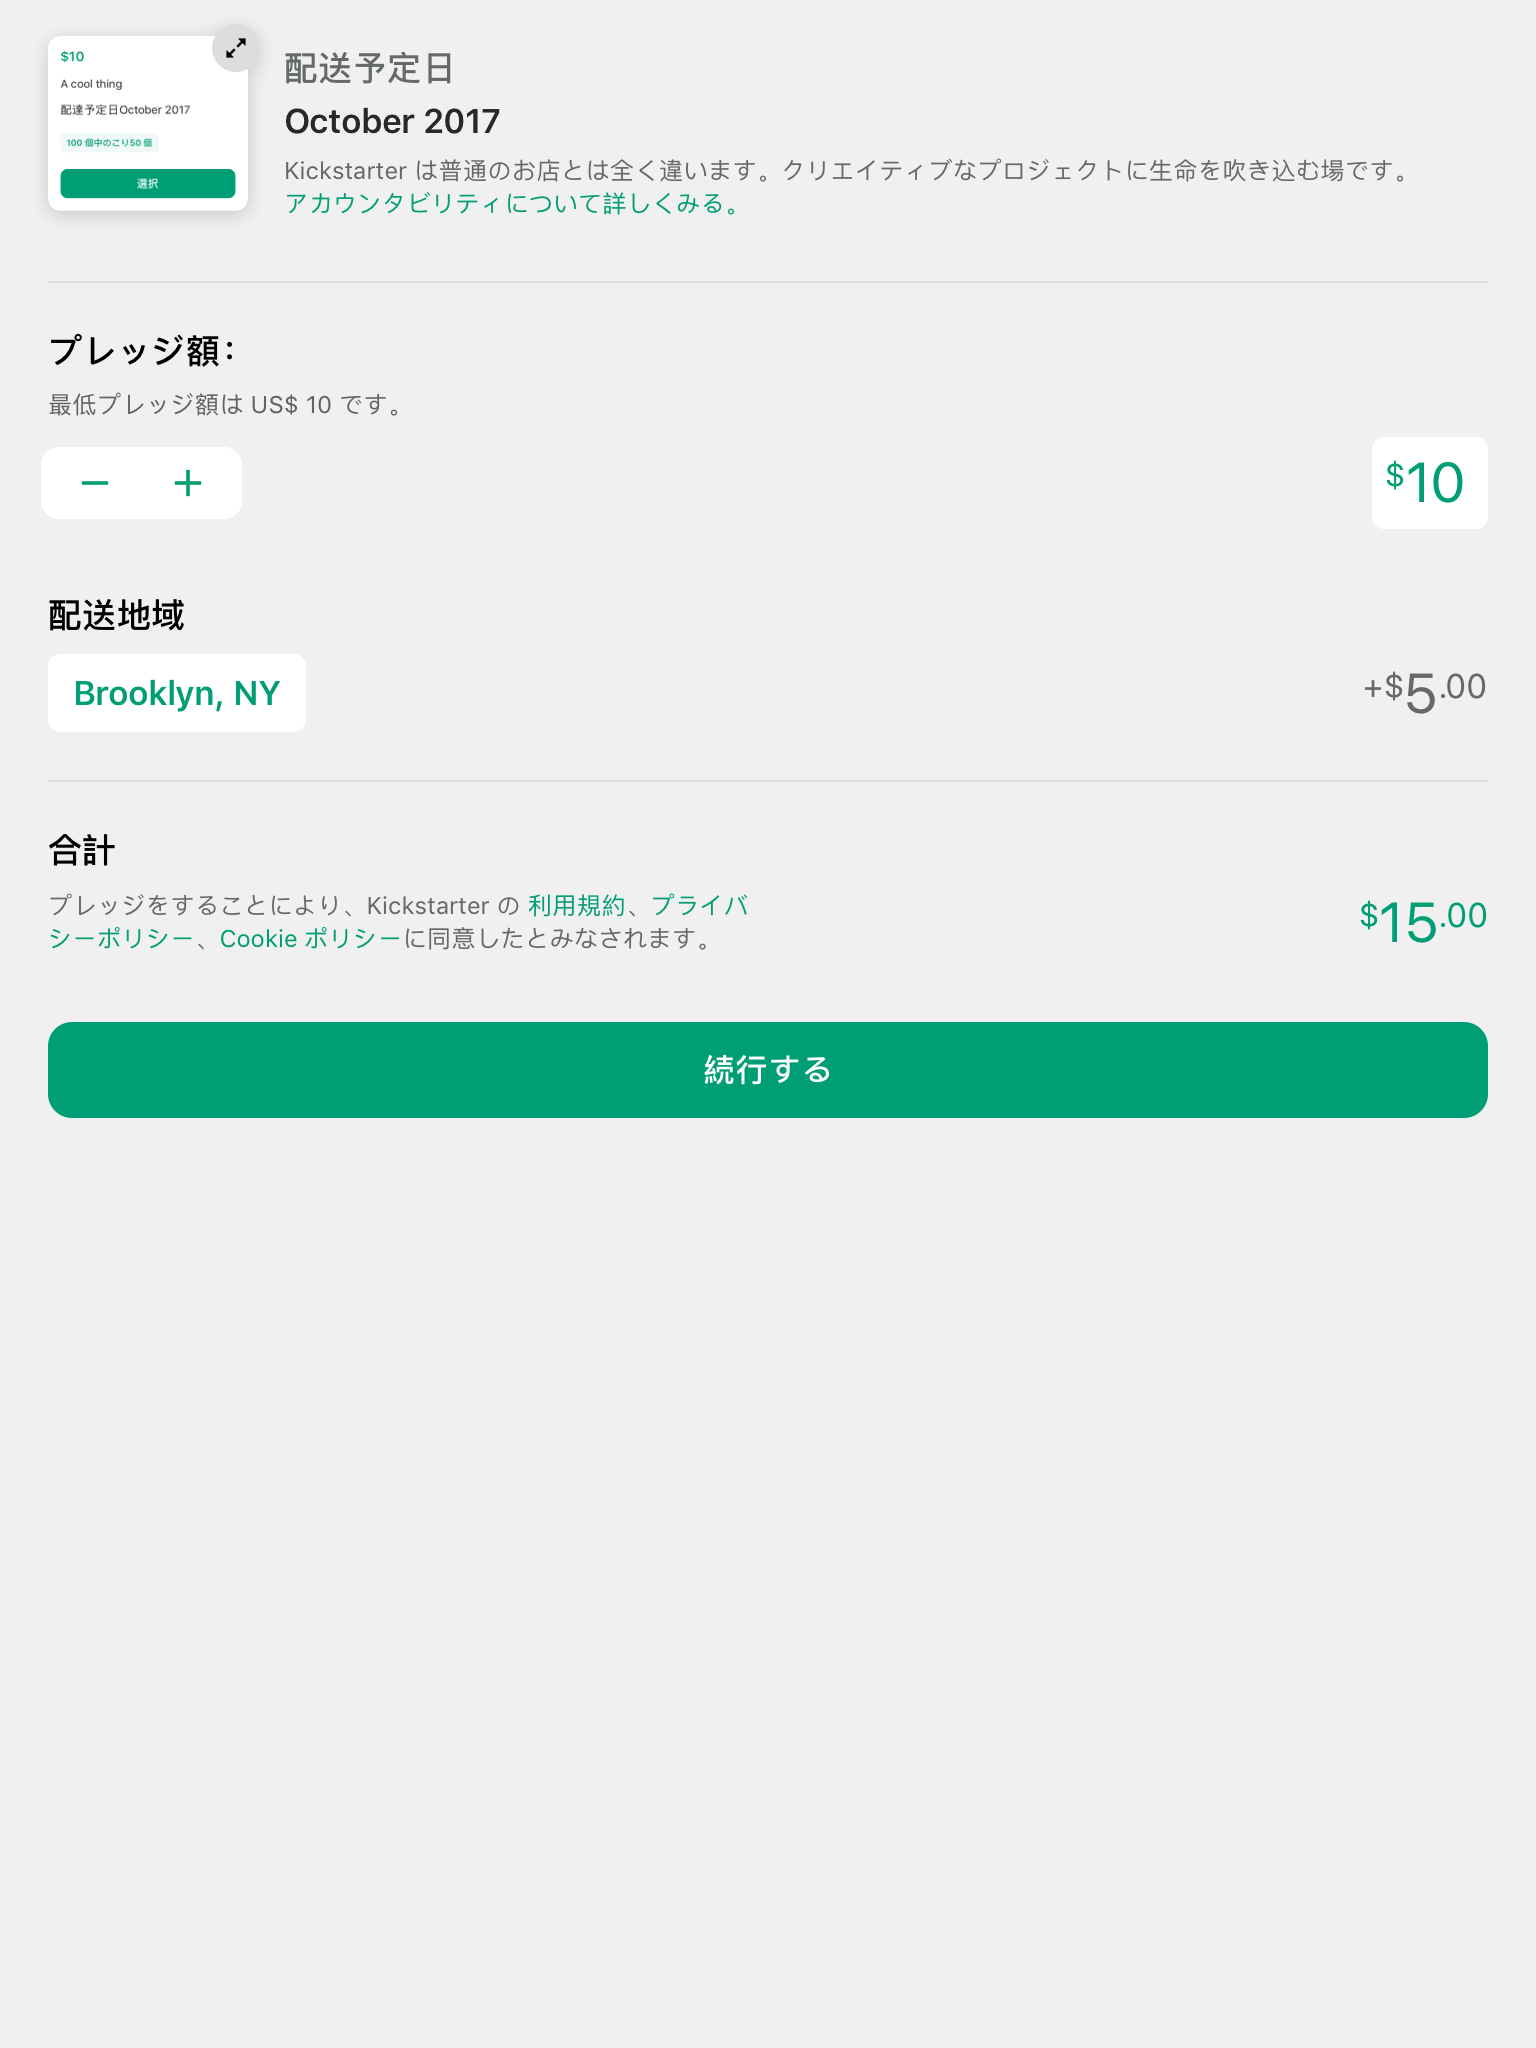 $10
A cool thing
配達予定日October 2017
100 個中のこり50 個
選択
配送予定日
October 2017
Kickstarter は普通のお店とは全く違います。クリエイティブなプロジェクトに生命を吹き込む場です。
アカウンタビリティについて詳しくみる。
プレッジ額：
最低プレッジ額は US$ 10 です。
− +
$10
配送地域
Brooklyn, NY
+$5.00
合計
プレッジをすることにより、Kickstarter の 利用規約、プライバ
シーポリシー、Cookie ポリシーに同意したとみなされます。
$15.00
続行する